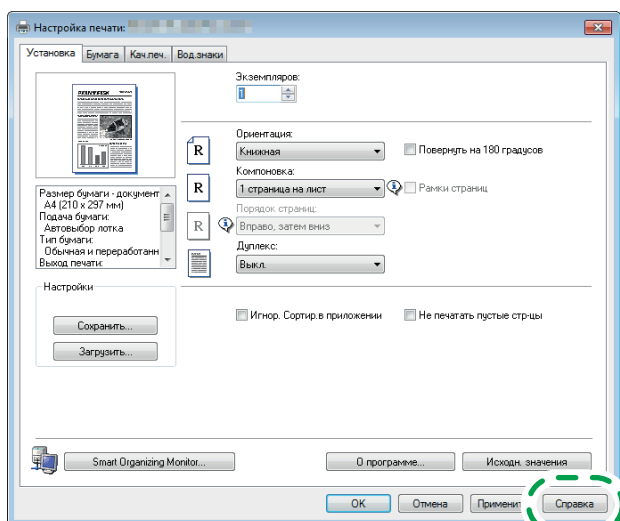 Настройка печати:
Установка Бумага Кач.печ. Вод.знаки
Экземпляров:
1
Ориентация:
R Книжная Повернуть на 180 градусов
Компоновка:
R 1 страница на лист Рамки страниц
Порядок страниц:
R Вправо, затем вниз
Дуплекс:
Выкл.
Размер бумаги - документ
A4 (210 x 297 мм)
Подача бумаги:
Автовыбор лотка
Тип бумаги:
Обычная и переработанн
Выход печати:
Настройки
Сохранить...
Загрузить...
Игнор. Сортир.в приложении Не печатать пустые стр-цы
Smart Organizing Monitor... О программе... Исходн. значения
OK Отмена Применит Справка